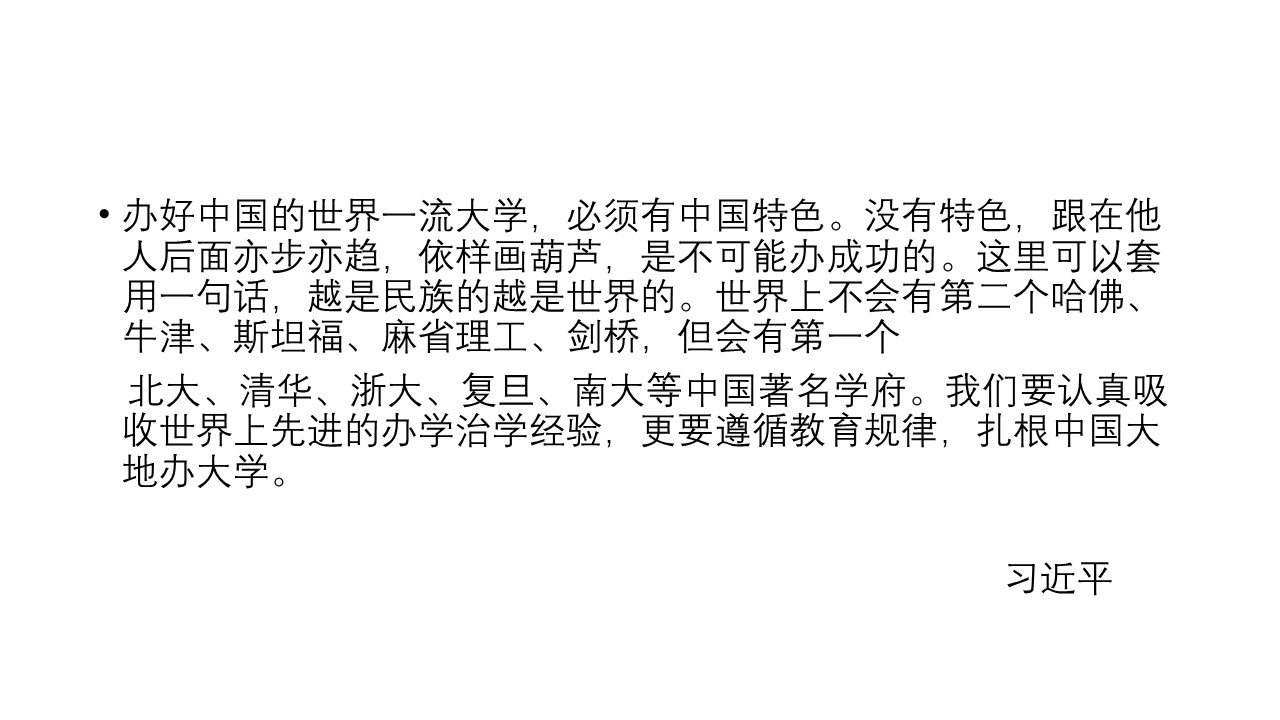 • 办好中国的世界一流大学，必须有中国特色。没有特色，跟在他
人后面亦步亦趋，依样画葫芦，是不可能办成功的。这里可以套
用一句话，越是民族的越是世界的。世界上不会有第二个哈佛、
牛津、斯坦福、麻省理工、剑桥，但会有第一个
北大、清华、浙大、复旦、南大等中国著名学府。我们要认真吸
收世界上先进的办学治学经验，更要遵循教育规律，扎根中国大
地办大学。
习近平